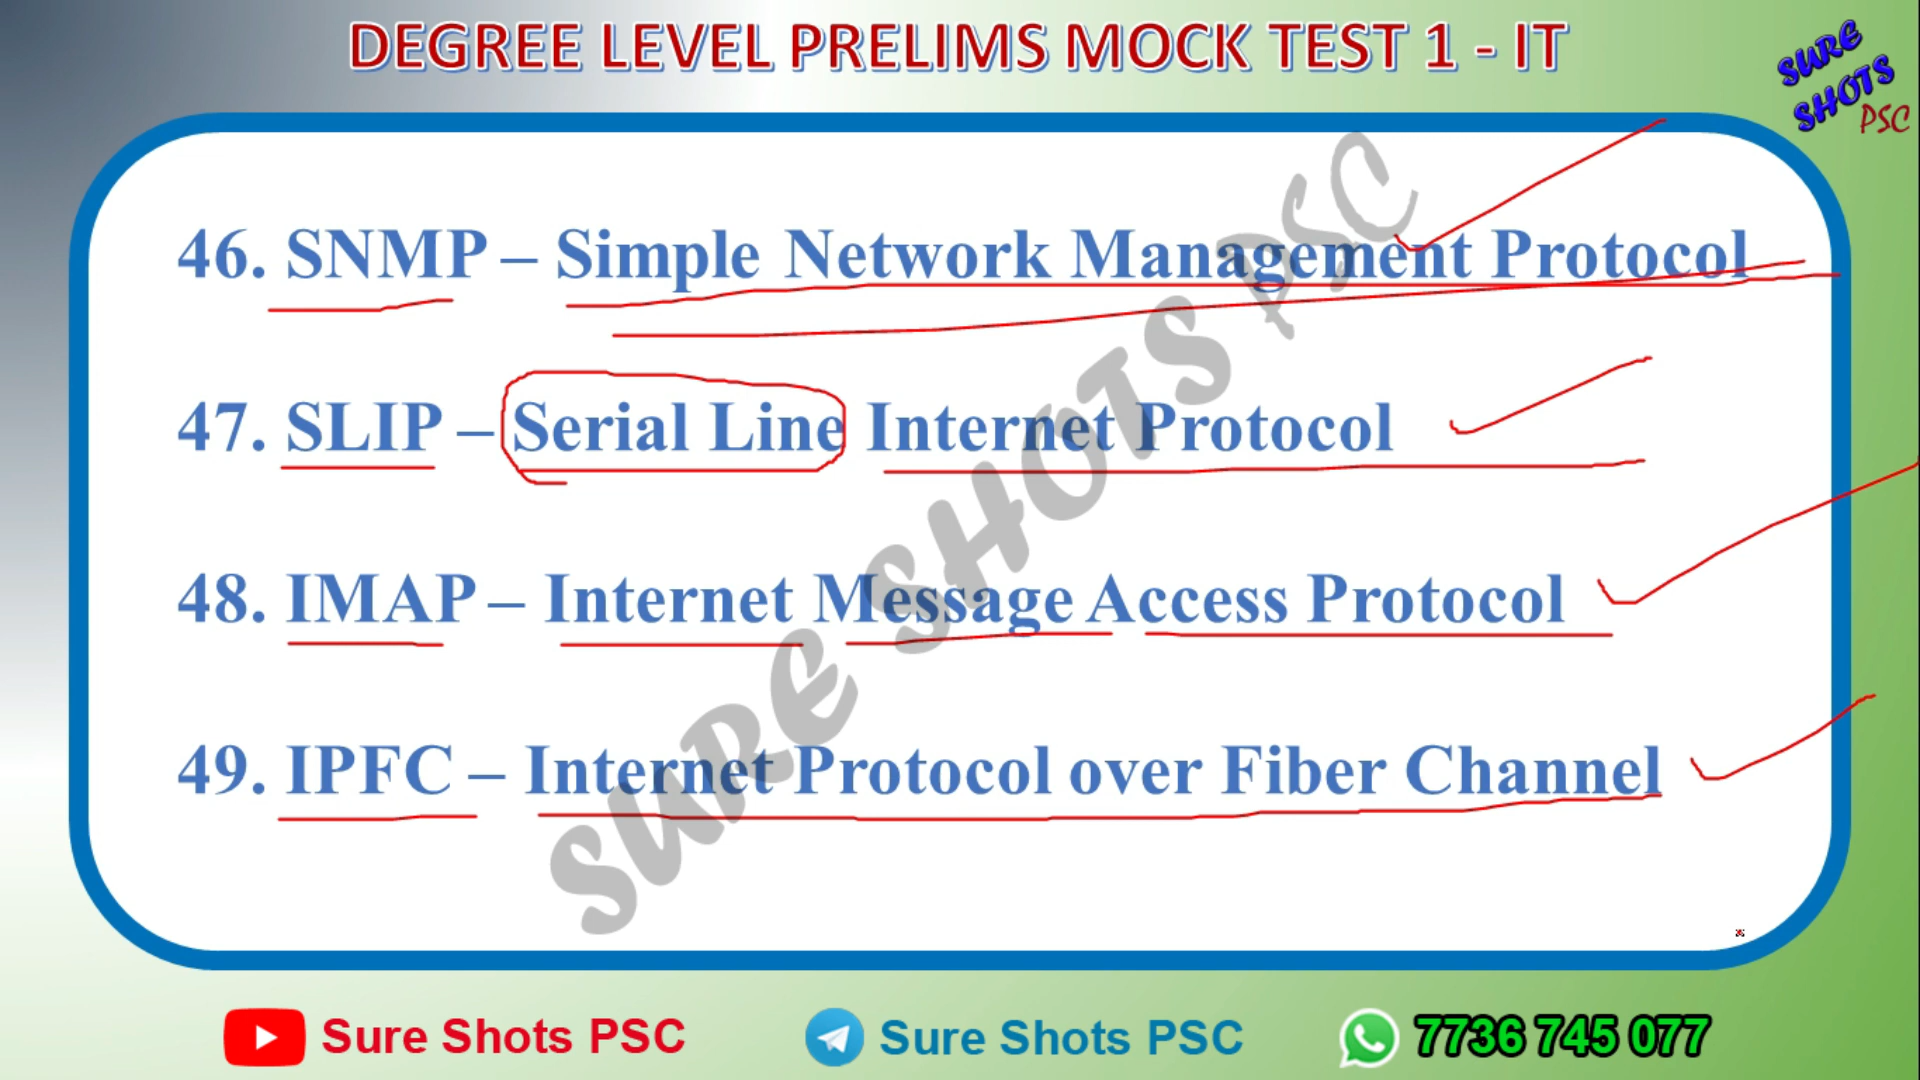 DEGREE LEVEL PRELIMS MOCK TEST 1 - IT
SURE
SHOTS
PSC
46. SNMP – Simple Network Management Protocol
47. SLIP – Serial Line Internet Protocol
48. IMAP – Internet Message Access Protocol
49. IPFC – Internet Protocol over Fiber Channel
SURE SHOTS PSC
Sure Shots PSC
Sure Shots PSC
7736 745 077